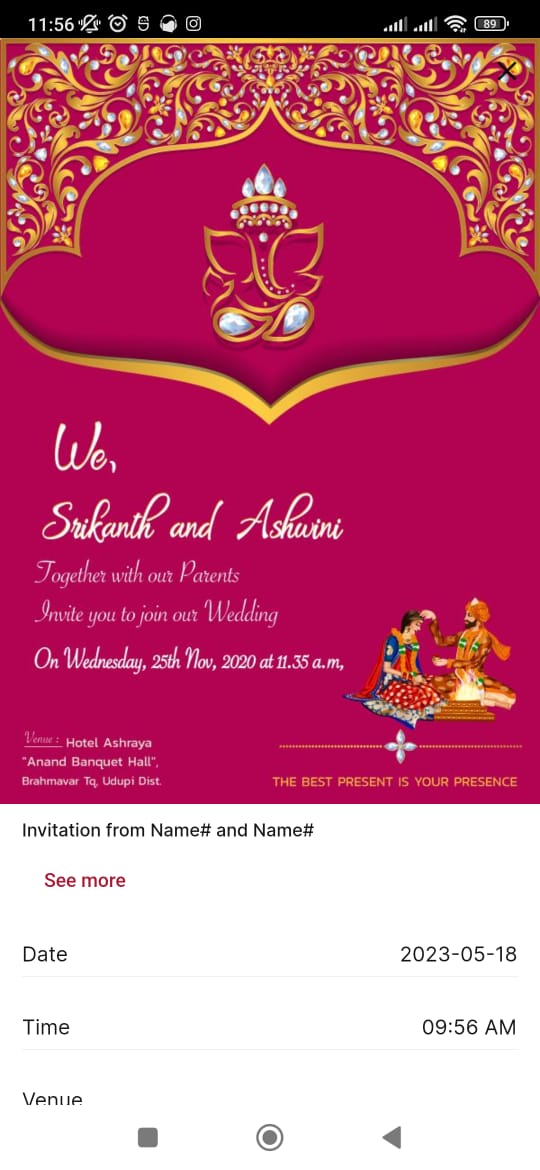 11:56
89
We,
Srikanth and Ashwini
Together with our Parents
Invite you to join our Wedding
On Wednesday, 25th Nov, 2020 at 11.35 a.m,
Venue : Hotel Ashraya
"Anand Banquet Hall",
Brahmavar Tq, Udupi Dist.
THE BEST PRESENT IS YOUR PRESENCE
Invitation from Name# and Name#
See more
Date 2023-05-18
Time 09:56 AM
Venue